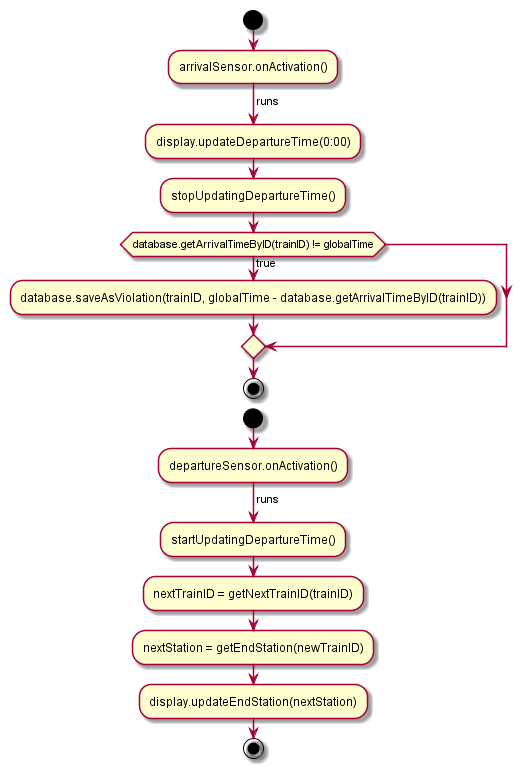 arrivalSensor.onActivation()
runs
display.updateDepartureTime(0:00)
stopUpdatingDepartureTime()
database.getArrivalTimeByID(trainID) != globalTime
true
database.saveAsViolation(trainID, globalTime - database.getArrivalTimeByID(trainID))
departureSensor.onActivation()
runs
startUpdatingDepartureTime()
nextTrainID = getNextTrainID(trainID)
nextStation = getEndStation(newTrainID)
display.updateEndStation(nextStation)